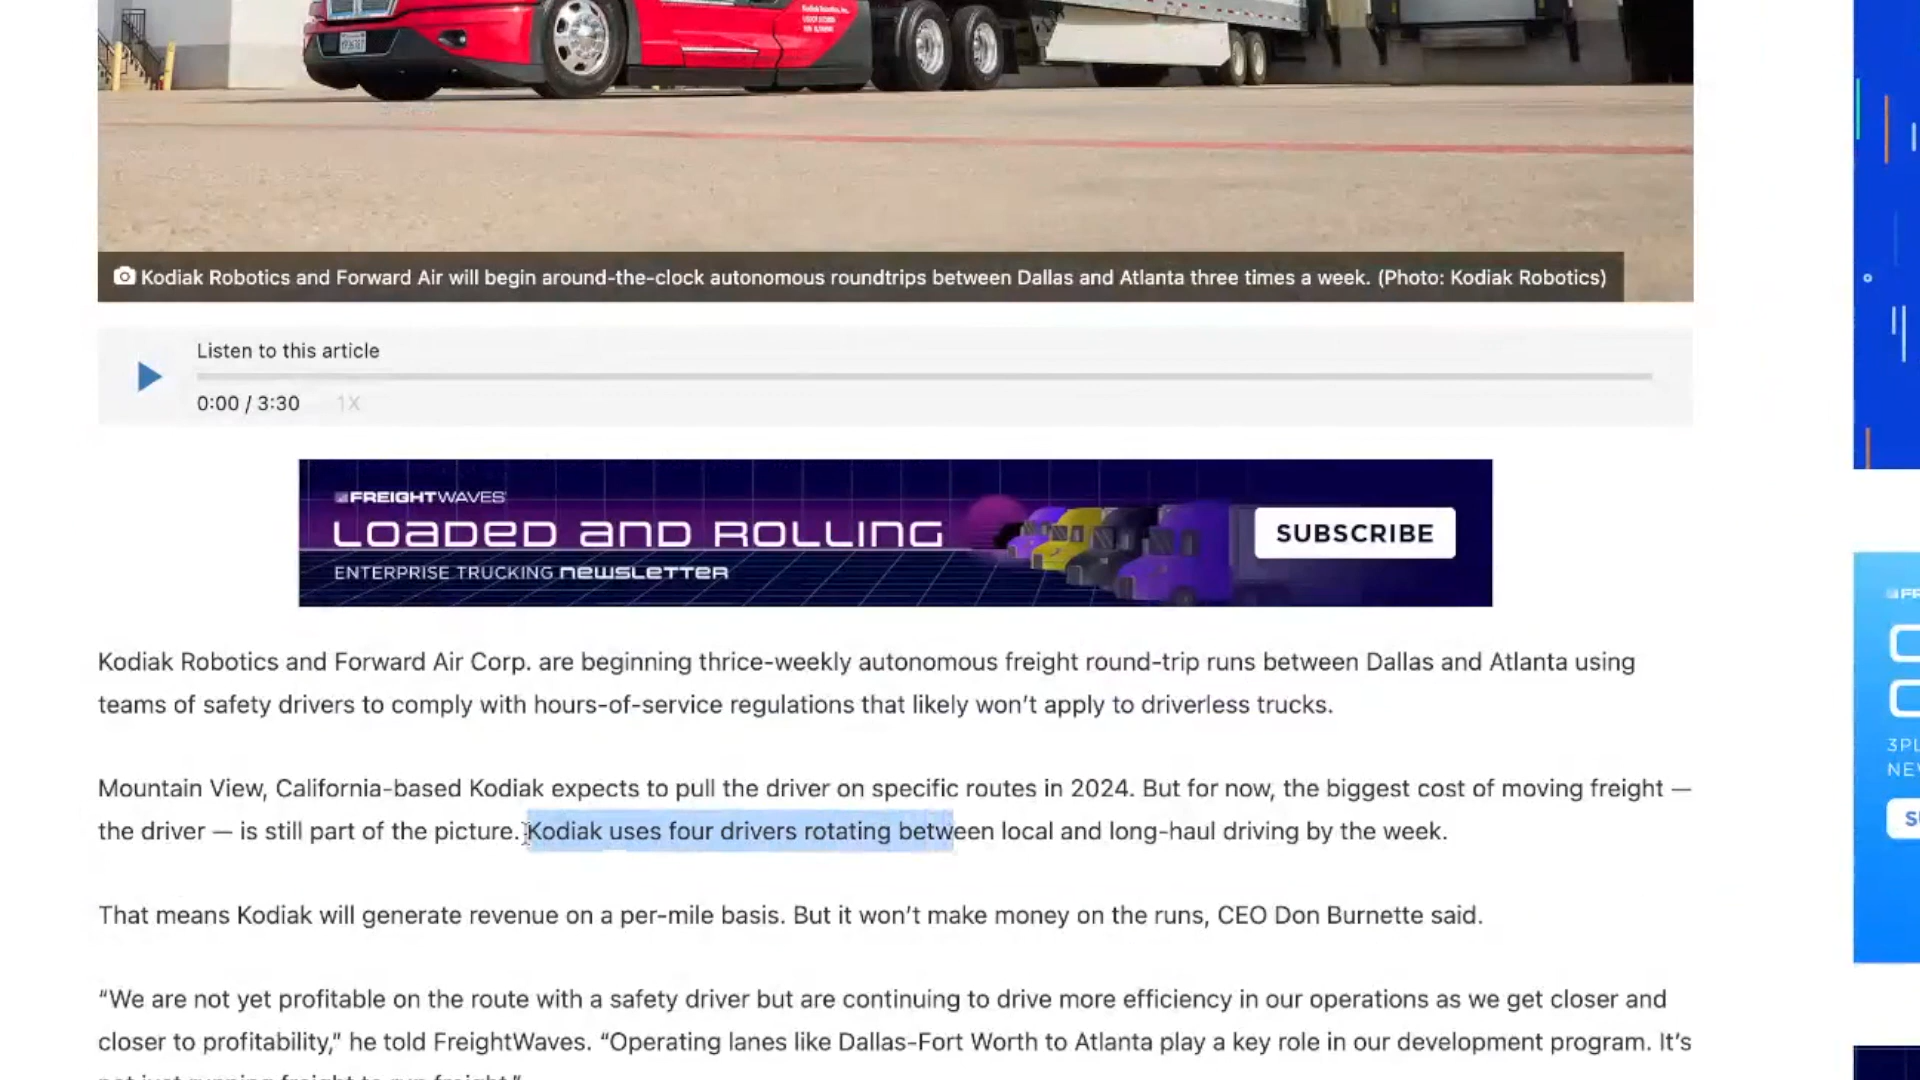 Kodiak Robotics and Forward Air will begin around-the-clock autonomous roundtrips between Dallas and Atlanta three times a week. (Photo: Kodiak Robotics)
Listen to this article
0:00 / 3:30 1X
FREIGHTWAVES
LOADED AND ROLLING
ENTERPRISE TRUCKING NEWSLETTER
SUBSCRIBE
Kodiak Robotics and Forward Air Corp. are beginning thrice-weekly autonomous freight round-trip runs between Dallas and Atlanta using
teams of safety drivers to comply with hours-of-service regulations that likely won’t apply to driverless trucks.
Mountain View, California-based Kodiak expects to pull the driver on specific routes in 2024. But for now, the biggest cost of moving freight —
the driver — is still part of the picture. Kodiak uses four drivers rotating between local and long-haul driving by the week.
That means Kodiak will generate revenue on a per-mile basis. But it won’t make money on the runs, CEO Don Burnette said.
“We are not yet profitable on the route with a safety driver but are continuing to drive more efficiency in our operations as we get closer and
closer to profitability,” he told FreightWaves. “Operating lanes like Dallas-Fort Worth to Atlanta play a key role in our development program. It’s
3PL